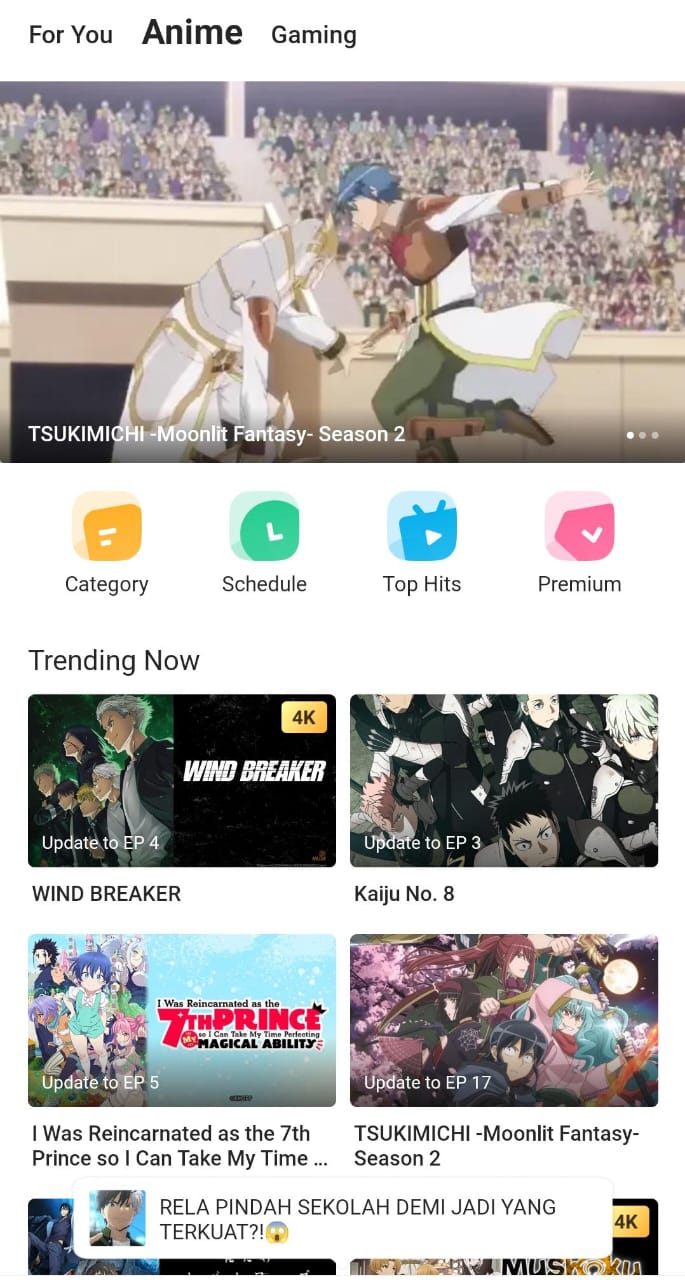 For You Anime Gaming
TSUKIMICHI -Moonlit Fantasy- Season 2
Category Schedule Top Hits Premium
Trending Now
4K
WIND BREAKER
Update to EP 4
Update to EP 3
WIND BREAKER
Kaiju No. 8
I Was Reincarnated as the
7TH PRINCE
so I Can Take My Time Perfecting
My MAGICAL ABILITY
Update to EP 5
Update to EP 17
I Was Reincarnated as the 7th
Prince so I Can Take My Time ...
TSUKIMICHI -Moonlit Fantasy-
Season 2
RELA PINDAH SEKOLAH DEMI JADI YANG
TERKUAT?!😱
4K